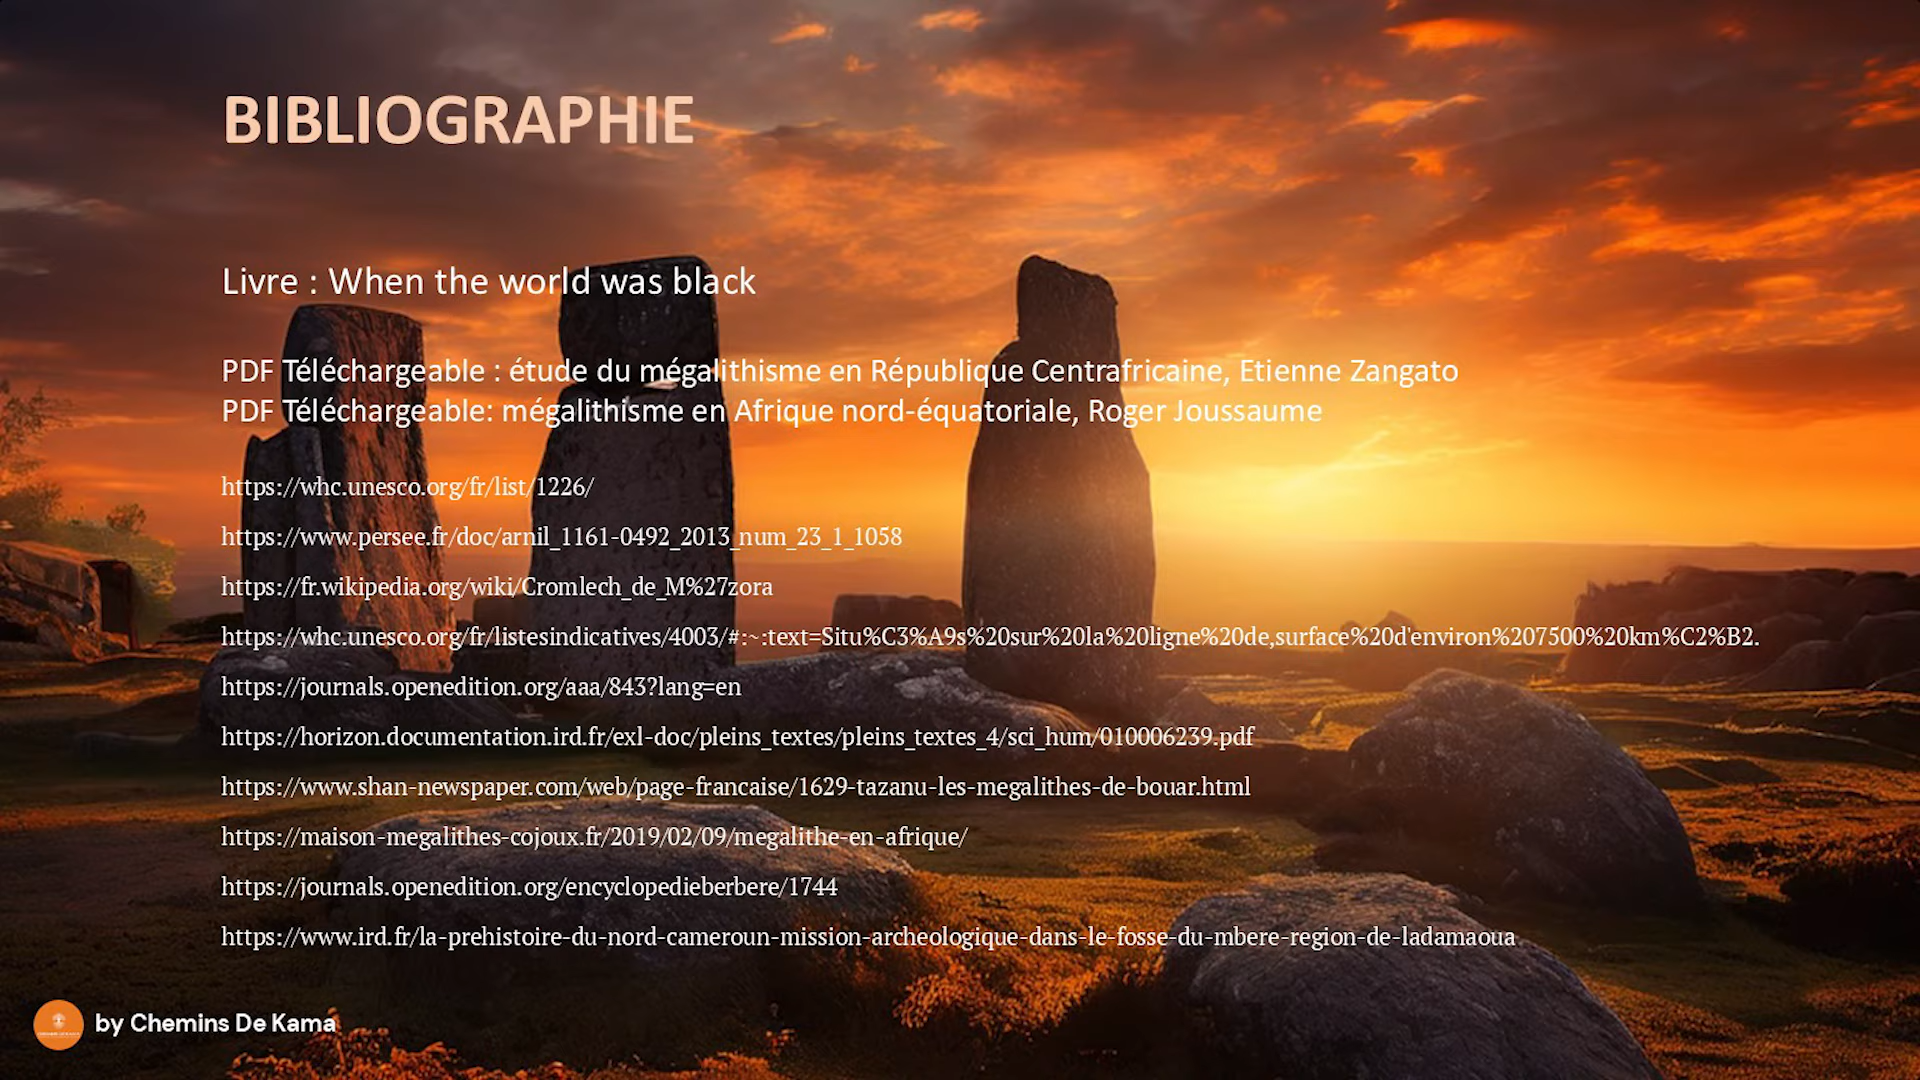 BIBLIOGRAPHIE
Livre : When the world was black
PDF Téléchargeable : étude du mégalithisme en République Centrafricaine, Etienne Zangato
PDF Téléchargeable: mégalithisme en Afrique nord-équatoriale, Roger Joussaume
https://whc.unesco.org/fr/list/1226/
https://www.persee.fr/doc/arnil_1161-0492_2013_num_23_1_1058
https://fr.wikipedia.org/wiki/Cromlech_de_M%27zora
https://whc.unesco.org/fr/listesindicatives/4003/#:~:text=Situ%C3%A9s%20sur%20la%20ligne%20de,surface%20d'environ%207500%20km%C2%B2.
https://journals.openedition.org/aaa/843?lang=en
https://horizon.documentation.ird.fr/exl-doc/pleins_textes/pleins_textes_4/sci_hum/010006239.pdf
https://www.shan-newspaper.com/web/page-francaise/1629-tazanu-les-megalithes-de-bouar.html
https://maison-megalithes-cojoux.fr/2019/02/09/megalithe-en-afrique/
https://journals.openedition.org/encyclopedieberbere/1744
https://www.ird.fr/la-prehistoire-du-nord-cameroun-mission-archeologique-dans-le-fosse-du-mbere-region-de-ladamaoua
by Chemins De Kama